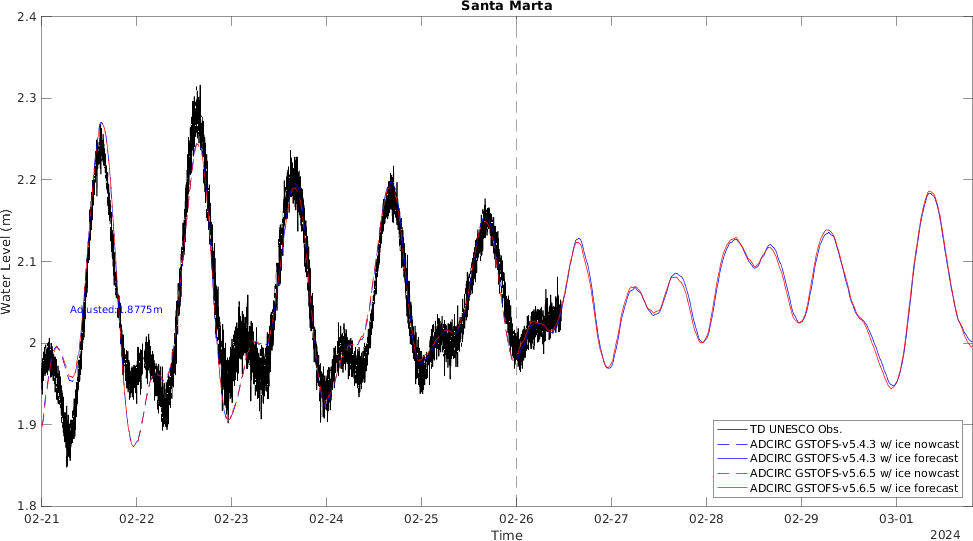 Santa Marta
2.4
2.3
2.2
2.1
2
1.9
1.8
Water Level (m)
Adjusted:1.8775m
TD UNESCO Obs.
ADCIRC GSTOFS-v5.4.3 w/ ice nowcast
ADCIRC GSTOFS-v5.4.3 w/ ice forecast
ADCIRC GSTOFS-v5.6.5 w/ ice nowcast
ADCIRC GSTOFS-v5.6.5 w/ ice forecast
02-21 02-22 02-23 02-24 02-25 02-26 02-27 02-28 02-29 03-01
Time
2024